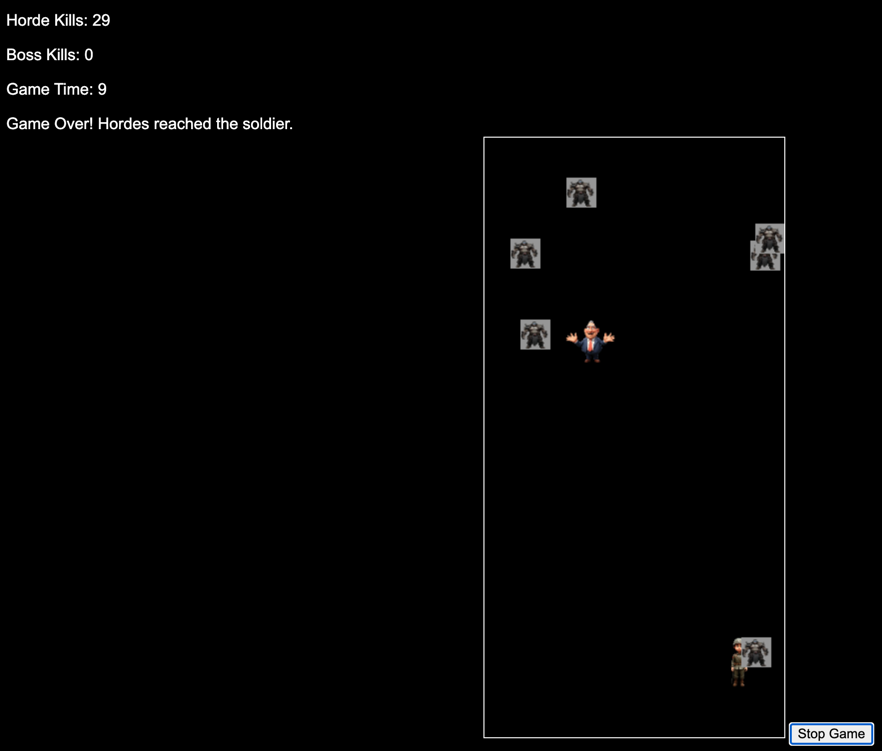 Horde Kills: 29
Boss Kills: 0
Game Time: 9
Game Over! Hordes reached the soldier.
Stop Game